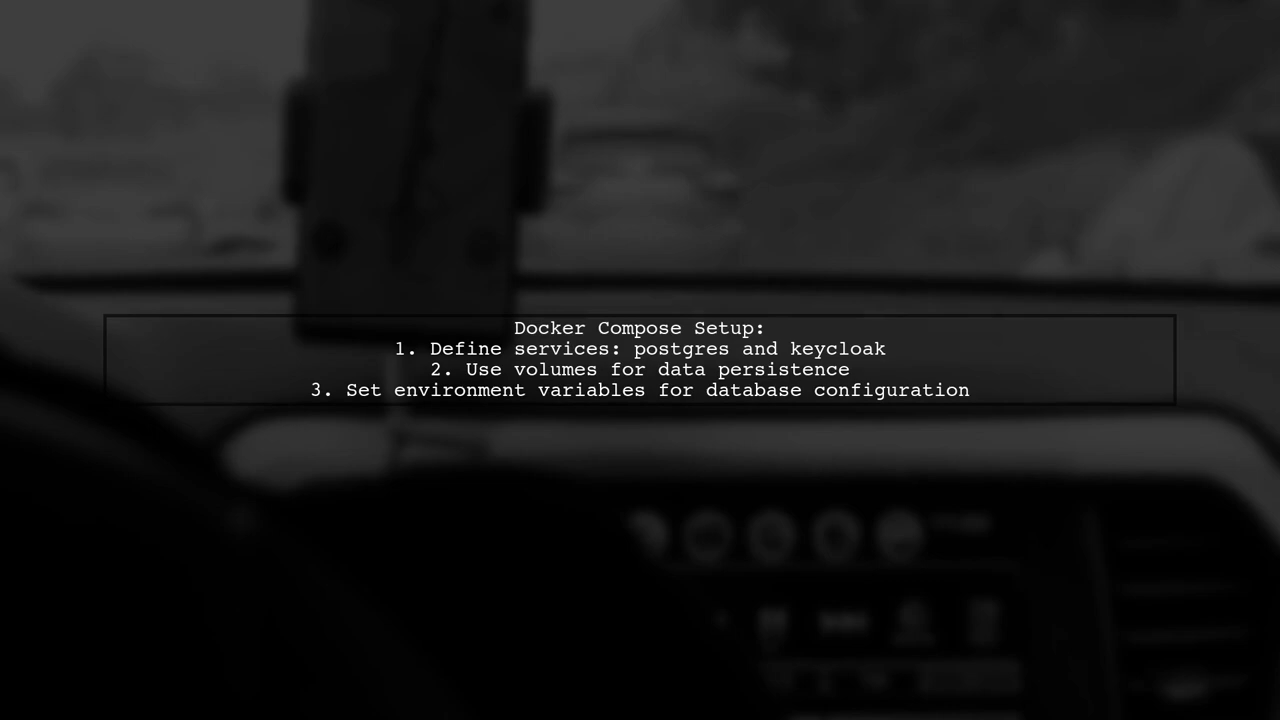 Docker Compose Setup:
1. Define services: postgres and keycloak
2. Use volumes for data persistence
3. Set environment variables for database configuration